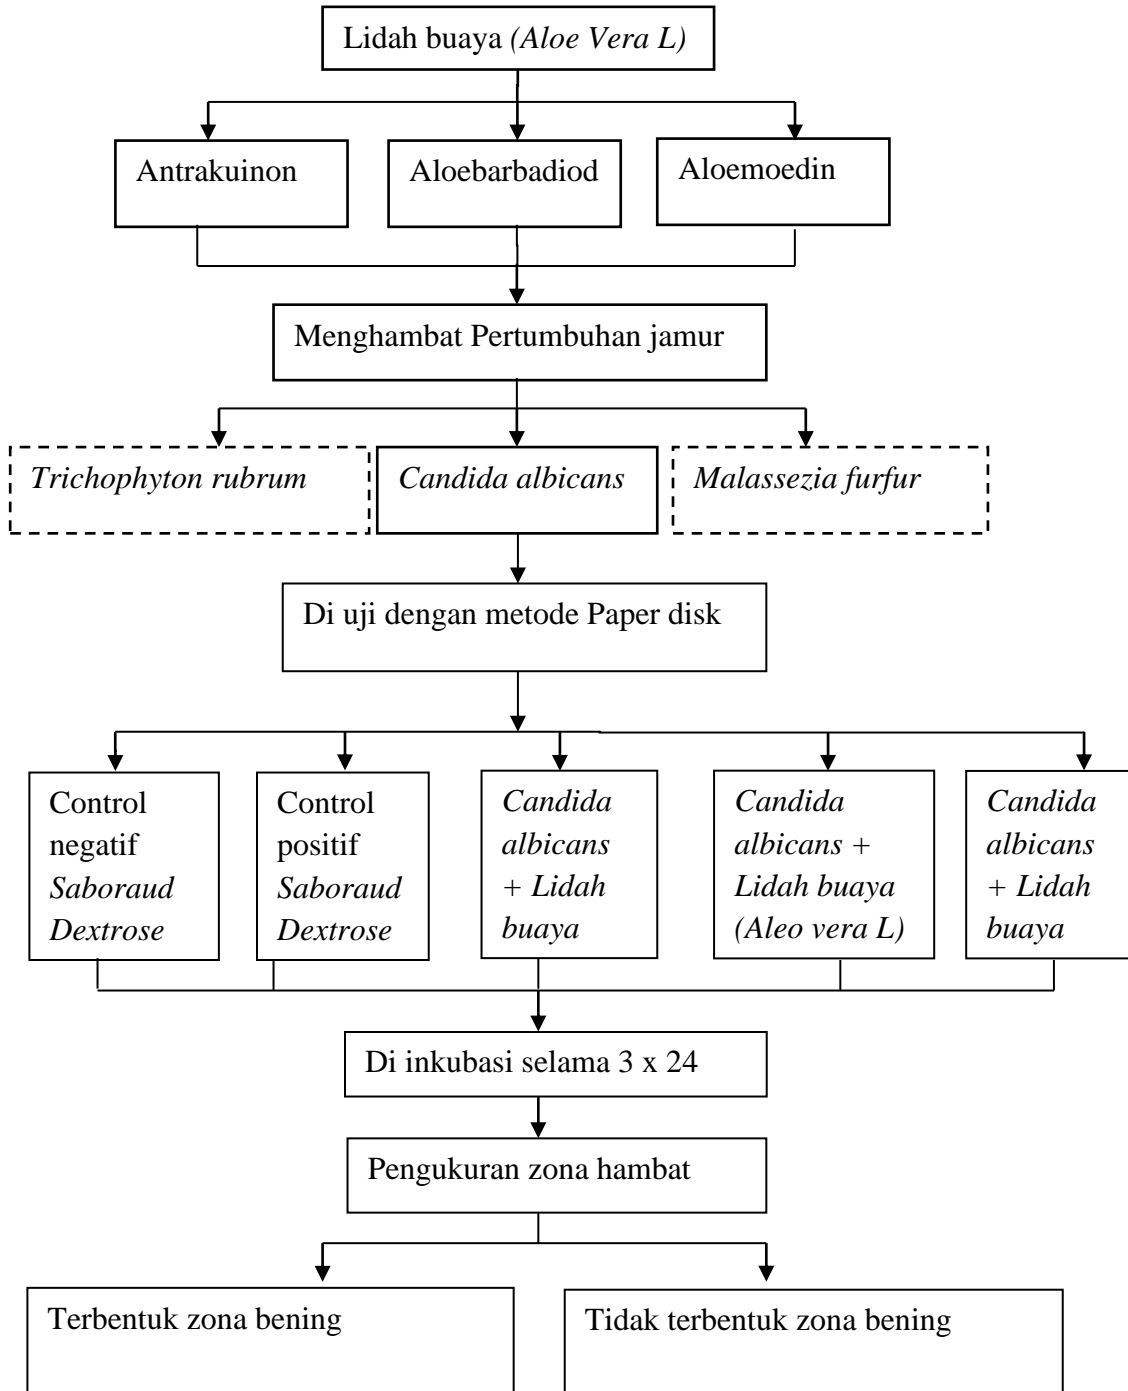 Lidah buaya (Aloe Vera L)
Antrakuinon
Aloebarbadiod
Aloemoedin
Menghambat Pertumbuhan jamur
Trichophyton rubrum
Candida albicans
Malassezia furfur
Di uji dengan metode Paper disk
Control
negatif
Saboraud
Dextrose
Control
positif
Saboraud
Dextrose
Candida
albicans
+ Lidah
buaya
Candida
albicans +
Lidah buaya
(Aleo vera L)
Candida
albicans
+ Lidah
buaya
Di inkubasi selama 3 x 24
Pengukuran zona hambat
Terbentuk zona bening
Tidak terbentuk zona bening